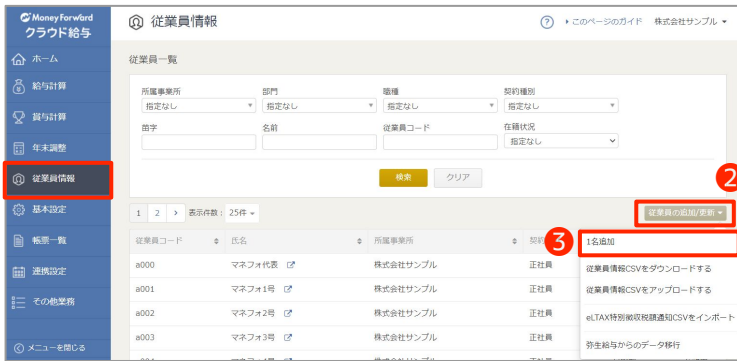 Money Forward
クラウド給与
従業員情報
? ▸このページのガイド 株式会社サンプル ▾
ホーム
給与計算
賞与計算
年末調整
従業員情報
基本設定
帳票一覧
連携設定
その他業務
メニューを閉じる
従業員一覧
所属事業所 部門 職種 契約種別
指定なし 指定なし 指定なし 指定なし
苗字 名前 従業員コード 在籍状況
指定なし
検索 クリア
2
1 2 › 表示件数: 25件 ▾ 従業員の追加/更新 ▾
3
従業員コード 氏名 所属事業所 契約
a000 マネフォ代表 株式会社サンプル 正社員
a001 マネフォ1号 株式会社サンプル 正社員
a002 マネフォ2号 株式会社サンプル 正社員
a003 マネフォ3号 株式会社サンプル 正社員
1名追加
従業員情報CSVをダウンロードする
従業員情報CSVをアップロードする
eLTAX特別徴収税額通知CSVをインポート
弥生給与からのデータ移行